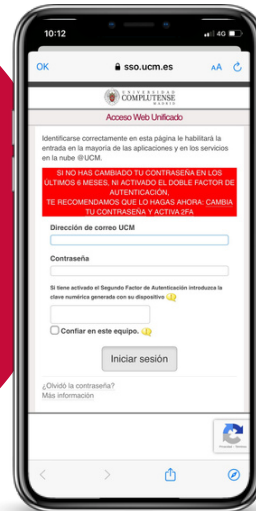 10:12
4G
OK
sso.ucm.es
AA
UNIVERSIDAD
COMPLUTENSE
MADRID
Acceso Web Unificado
Identificarse correctamente en esta página le habilitará la
entrada en la mayoría de las aplicaciones y en los servicios
en la nube @UCM.
SI NO HAS CAMBIADO TU CONTRASEÑA EN LOS
ÚLTIMOS 6 MESES, NI ACTIVADO EL DOBLE FACTOR DE
AUTENTICACIÓN,
TE RECOMENDAMOS QUE LO HAGAS AHORA: CAMBIA
TU CONTRASEÑA Y ACTIVA 2FA
Dirección de correo UCM
Contraseña
Si tiene activado el Segundo Factor de Autenticación introduzca la
clave numérica generada con su dispositivo
Confiar en este equipo.
Iniciar sesión
¿Olvidó la contraseña?
Más información